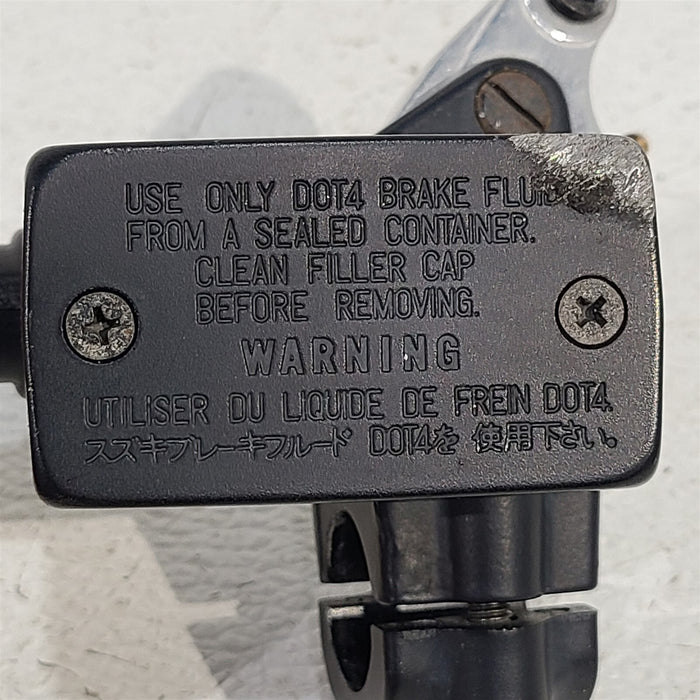 USE ONLY DOT4 BRAKE FLUID
FROM A SEALED CONTAINER.
CLEAN FILLER CAP
BEFORE REMOVING.
WARNING
UTILISER DU LIQUIDE DE FREIN DOT4.
スズキブレーキフルード DOT4を 使用下さい。